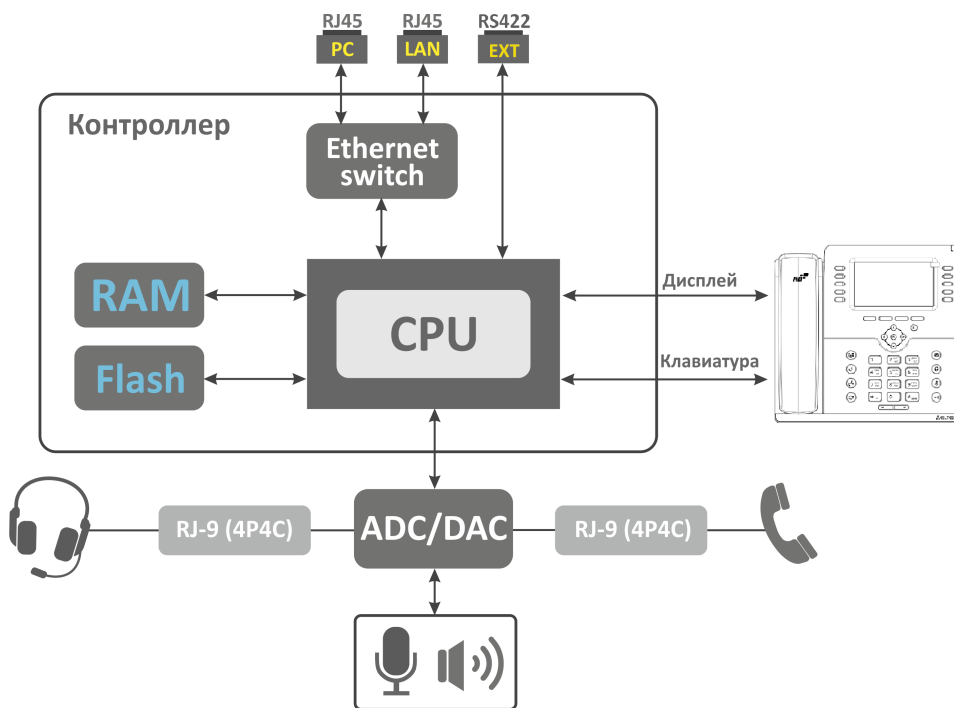 RJ45 RJ45 RS422
PC LAN EXT
Контроллер
Ethernet
switch
RAM
Flash
CPU
Дисплей
Клавиатура
RJ-9 (4P4C)
ADC/DAC
RJ-9 (4P4C)